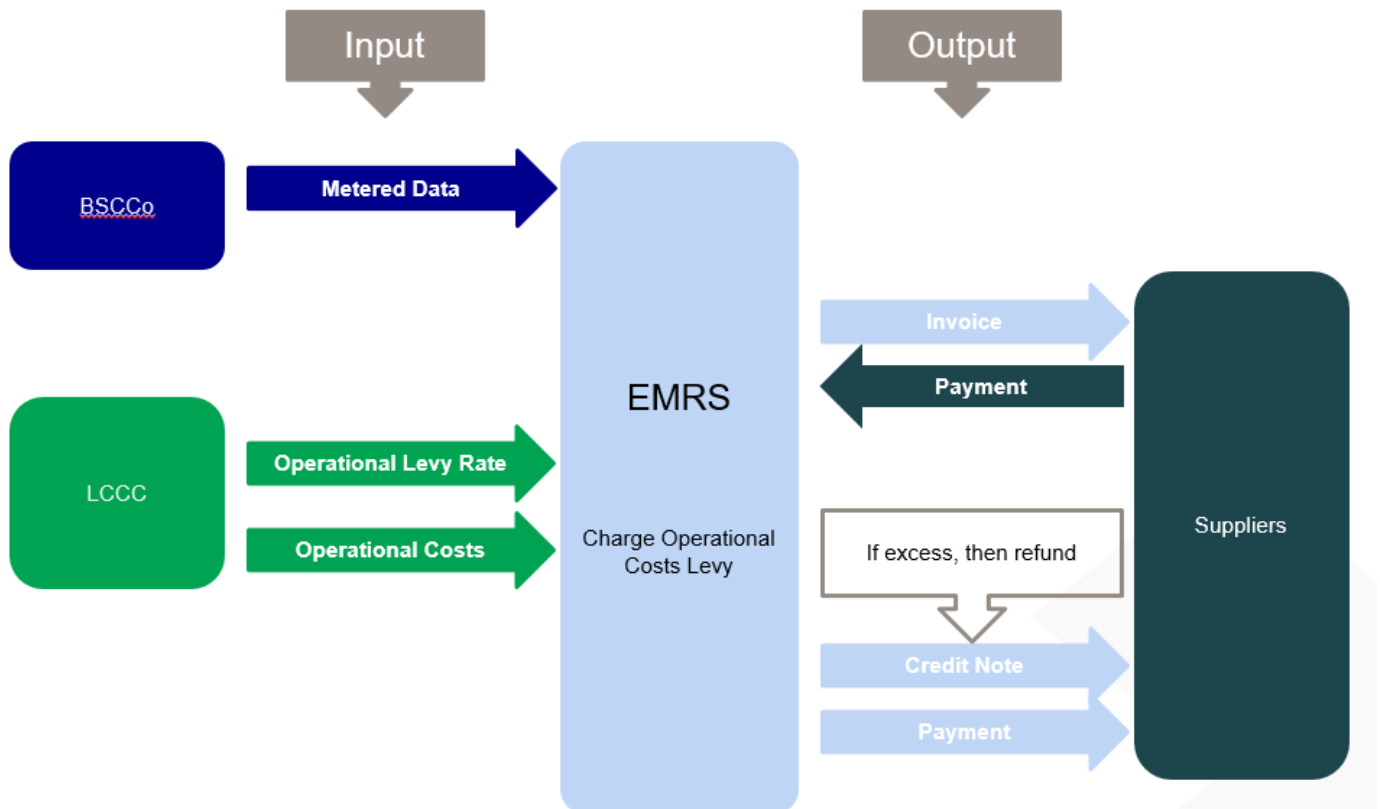 Input
Output
BSCCo
Metered Data
Invoice
Payment
EMRS
LCCC
Operational Levy Rate
Operational Costs
Charge Operational
Costs Levy
If excess, then refund
Suppliers
Credit Note
Payment